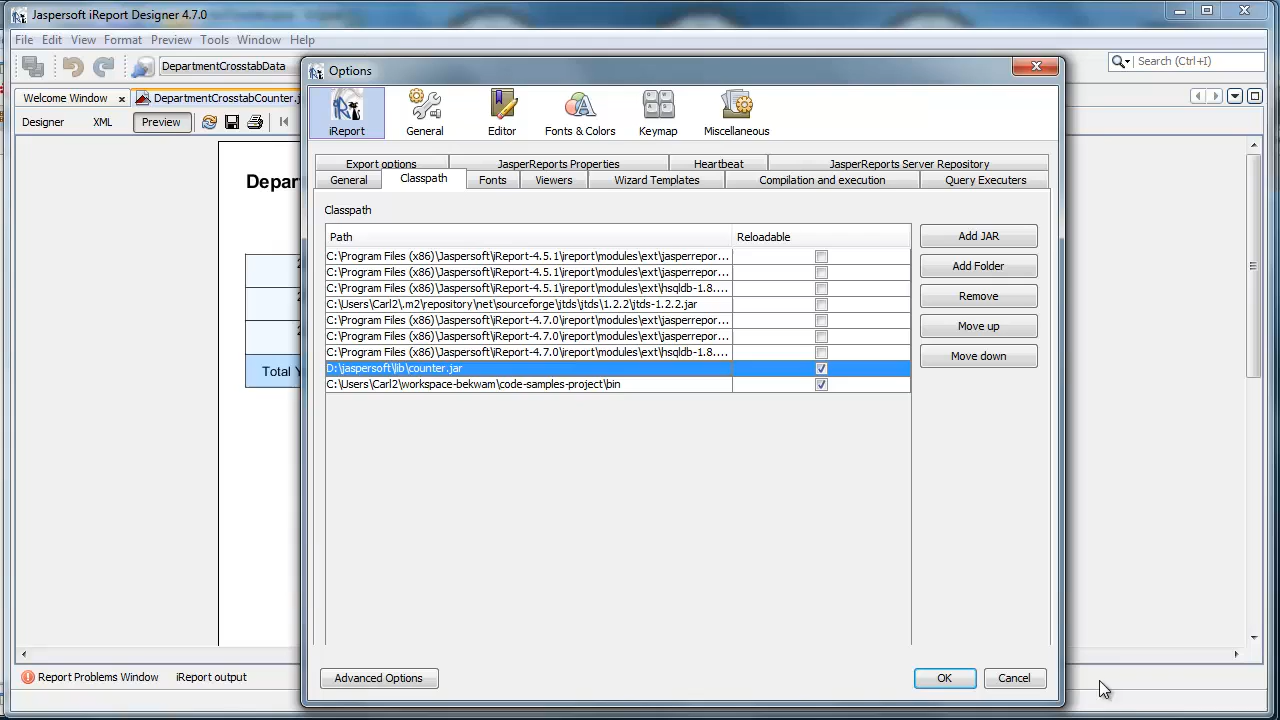 Jaspersoft iReport Designer 4.7.0
File Edit View Format Preview Tools Window Help
DepartmentCrosstabData
Search (Ctrl+I)
Welcome Window
DepartmentCrosstabCounter.j
Designer XML Preview
Depar
2
2
2
Total Y
Options
iReport General Editor Fonts & Colors Keymap Miscellaneous
Export options JasperReports Properties Heartbeat JasperReports Server Repository
General Classpath Fonts Viewers Wizard Templates Compilation and execution Query Executers
Classpath
Path Reloadable
C:\Program Files (x86)\Jaspersoft\iReport-4.5.1\ireport\modules\ext\jasperrepor...
C:\Program Files (x86)\Jaspersoft\iReport-4.5.1\ireport\modules\ext\jasperrepor...
C:\Program Files (x86)\Jaspersoft\iReport-4.5.1\ireport\modules\ext\hsqldb-1.8....
C:\Users\Carl2\.m2\repository\net\sourceforge\jtds\jtds\1.2.2\jtds-1.2.2.jar
C:\Program Files (x86)\Jaspersoft\iReport-4.7.0\ireport\modules\ext\jasperrepor...
C:\Program Files (x86)\Jaspersoft\iReport-4.7.0\ireport\modules\ext\jasperrepor...
C:\Program Files (x86)\Jaspersoft\iReport-4.7.0\ireport\modules\ext\hsqldb-1.8....
D:\jaspersoft\lib\counter.jar
C:\Users\Carl2\workspace-bekwam\code-samples-project\bin
Add JAR
Add Folder
Remove
Move up
Move down
Advanced Options
OK
Cancel
Report Problems Window iReport output